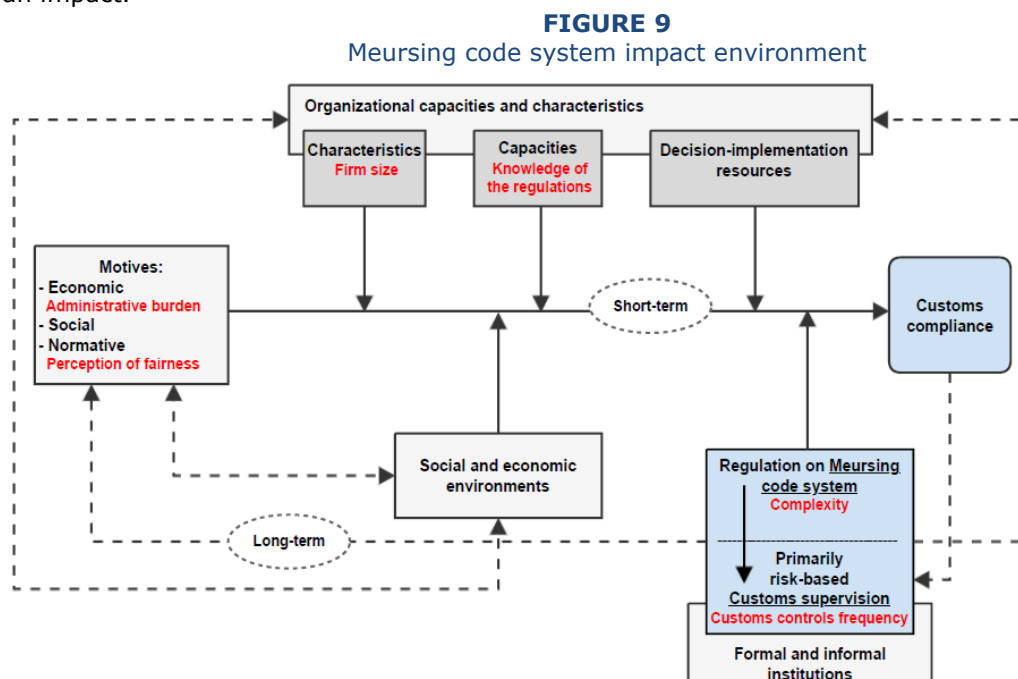 an impact.
FIGURE 9
Meursing code system impact environment
Organizational capacities and characteristics
Characteristics
Firm size
Capacities
Knowledge of
the regulations
Decision-implementation
resources
Motives:
- Economic
Administrative burden
- Social
- Normative
Perception of fairness
Short-term
Customs
compliance
Social and economic
environments
Regulation on Meursing
code system
Complexity
Long-term
Primarily
risk-based
Customs supervision
Customs controls frequency
Formal and informal
institutions